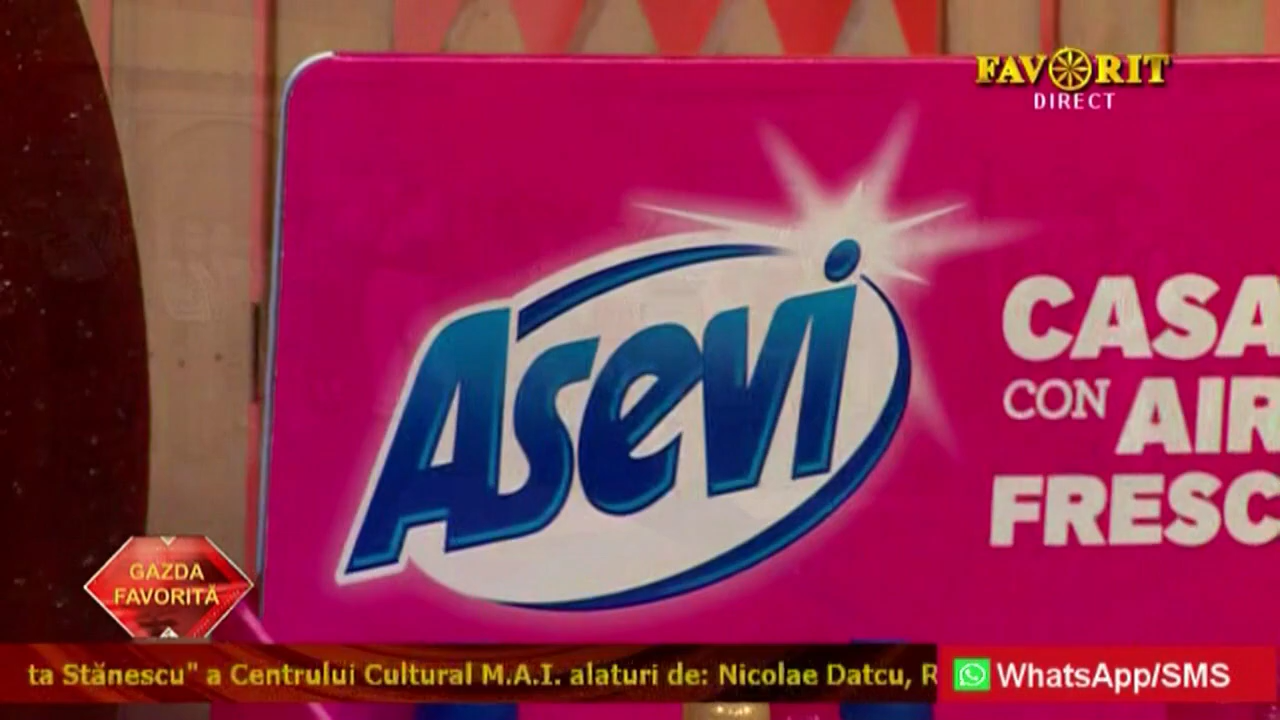 FAVORIT
DIRECT
Asevi
CASA
CON AIR
FRESC
GAZDA
FAVORITĂ
ta Stănescu" a Centrului Cultural M.A.I. alaturi de: Nicolae Datcu, R
WhatsApp/SMS